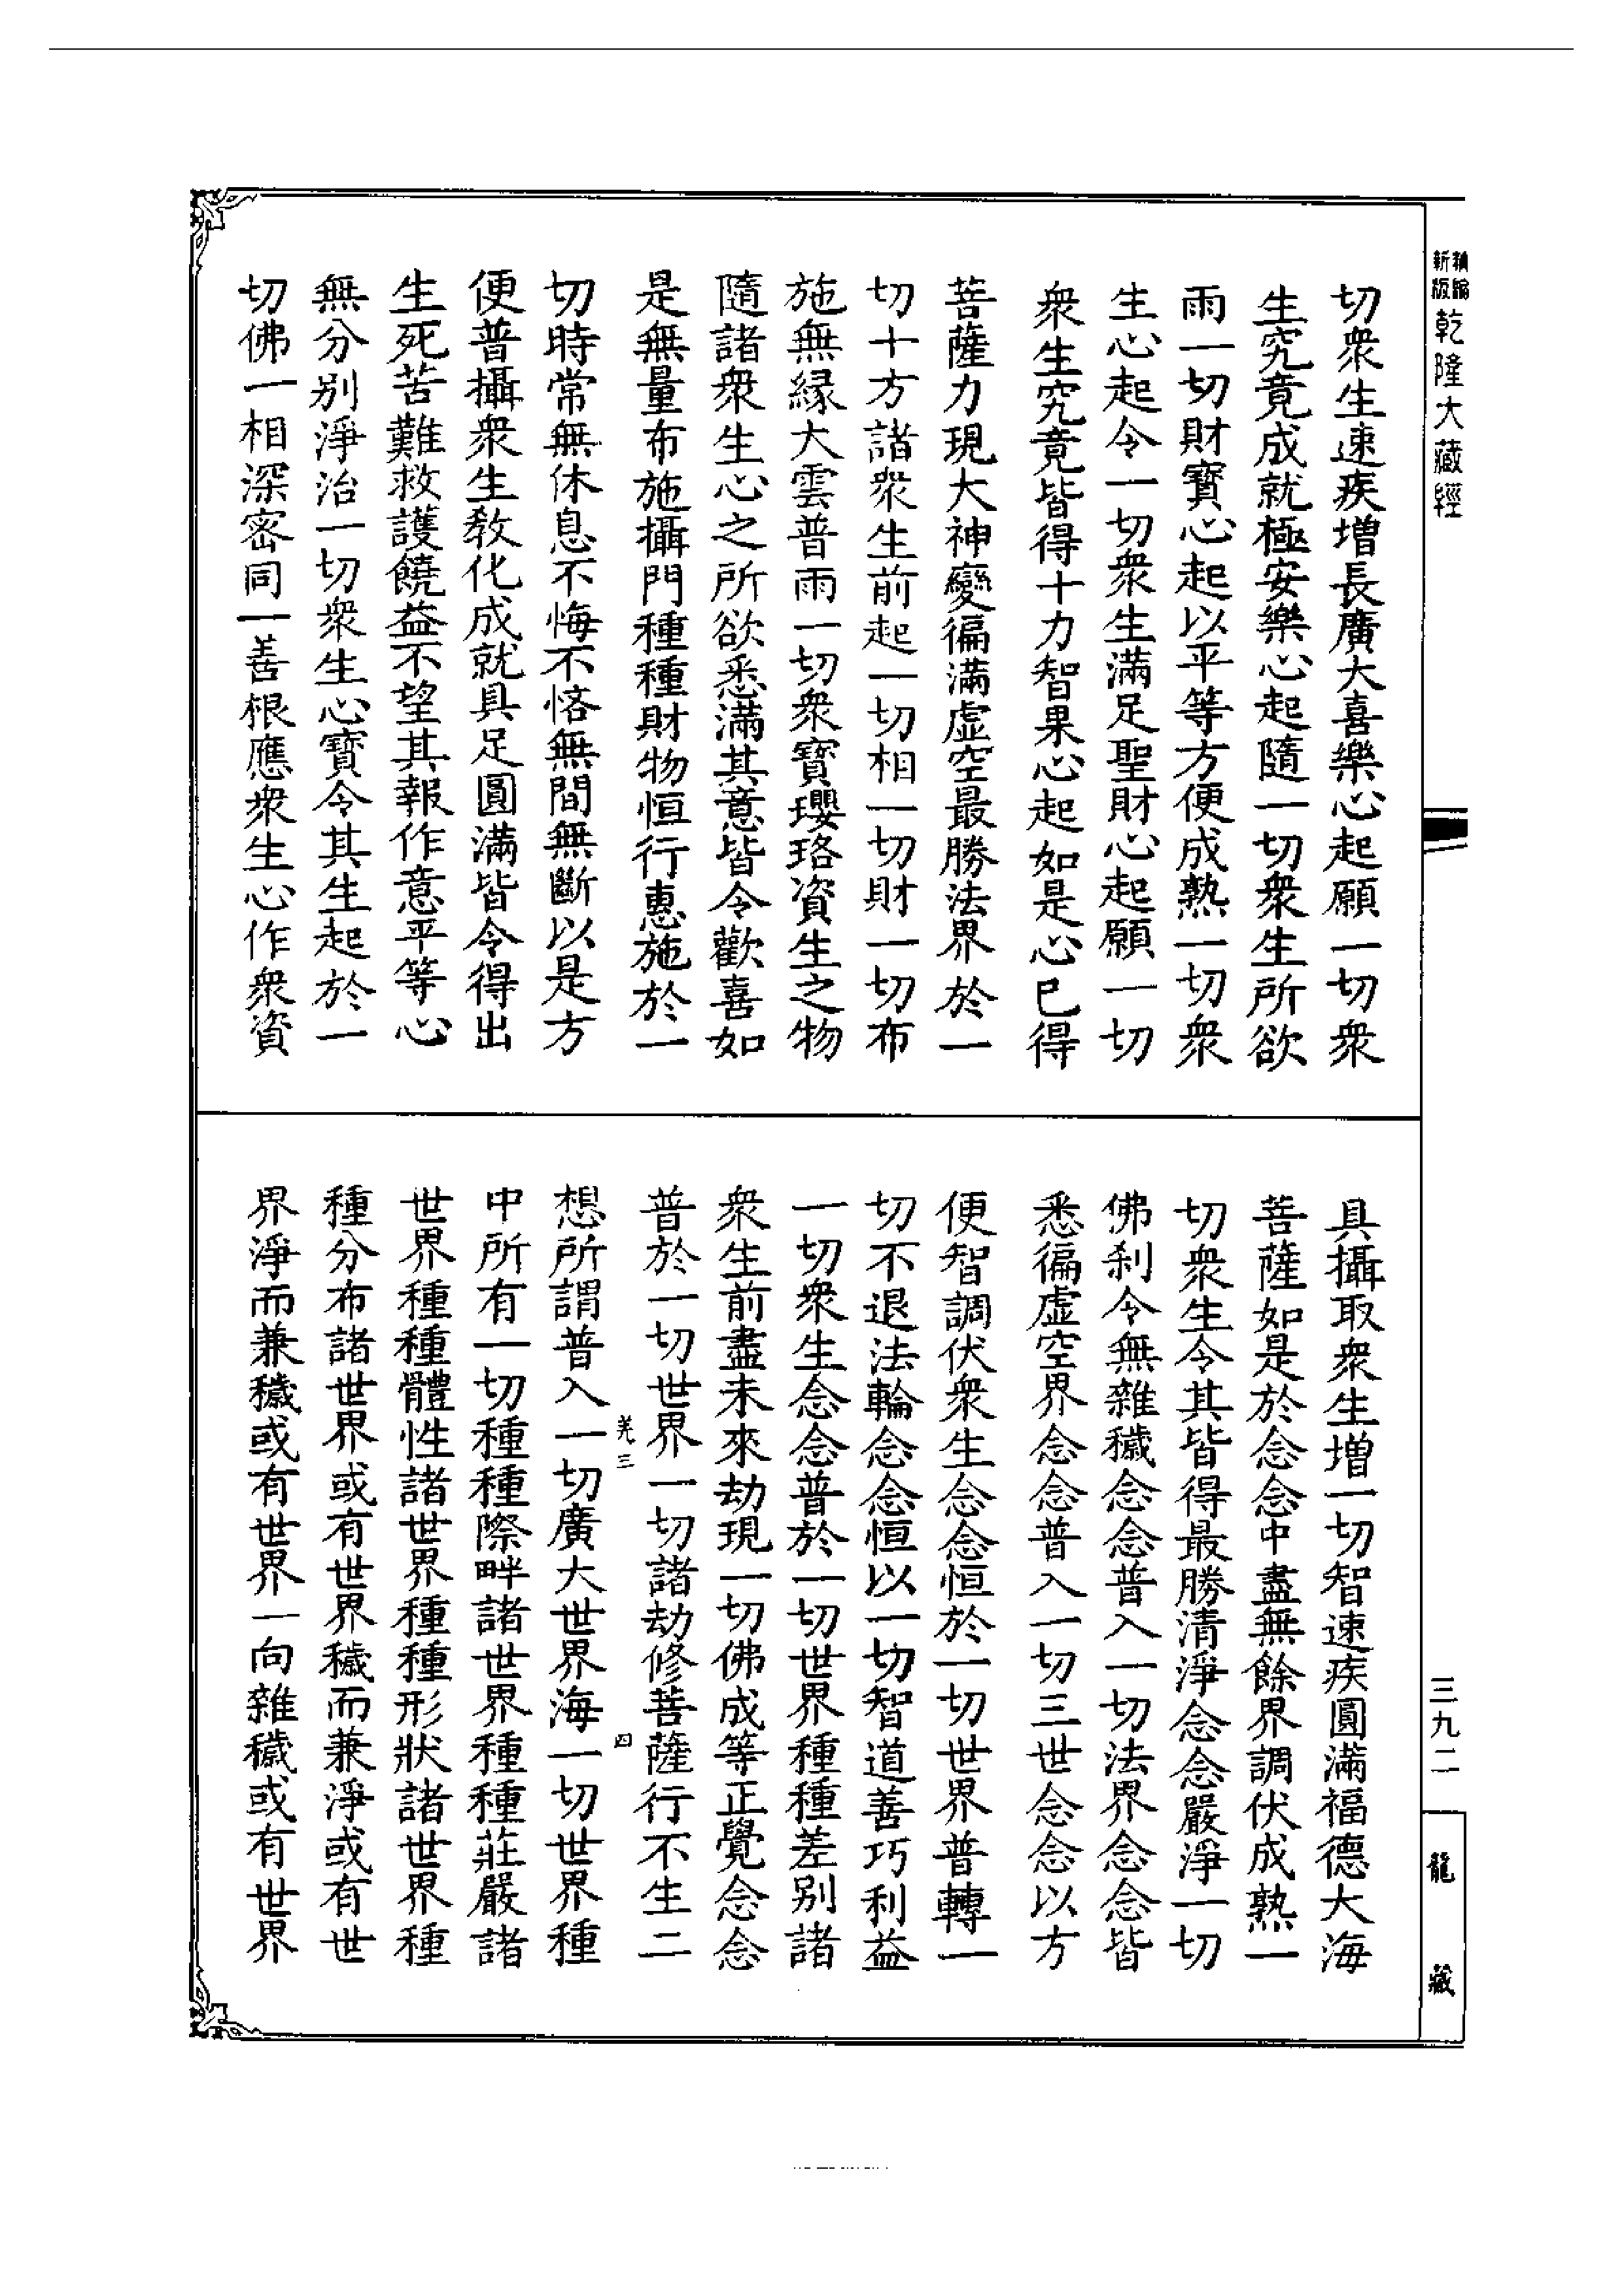 新版
乾隆大藏經
切衆生速疾增長廣大喜樂心起願一切衆
生究竟成就極安樂心起隨一切衆生所欲
雨一切財寳心起以平等方便成熟一切衆
生心起令一切衆生滿足聖財心起願一切
衆生究竟皆得十力智果心起如是心已得
菩薩力現大神變徧滿虚空最勝法界於一
切十方諸衆生前起一切相一切財一切布
施無縁大雲普雨一切衆寳瓔珞資生之物
隨諸衆生心之所欲悉滿其意皆令歡喜如
是無量布施攝門種種財物恒行惠施於一
切時常無休息不悔不悋無間無斷以是方
便普攝衆生教化成就具足圓滿皆令得出
生死苦難救護饒益不望其報作意平等心
無分别淨治一切衆生心寳令其生起於一
切佛一相深密同一善根應衆生心作衆資
具攝取衆生增一切智速疾圓滿福德大海
菩薩如是於念念中盡無餘界調伏成熟一
切衆生令其皆得最勝清淨念念嚴淨一切
佛刹令無雜穢念念普入一切法界念念皆
悉徧虚空界念念普入一切三世念念以方
便智調伏衆生念念恒於一切世界普轉一
切不退法輪念念恒以一切智道善巧利益
一切衆生念念普於一切世界種種差别諸
衆生前盡未來劫現一切佛成等正覺念念
普於一切世界一切諸劫修菩薩行不生二
羌三
四
想所謂普入一切廣大世界海一切世界種
中所有一切種種際畔諸世界種種莊嚴諸
世界種種體性諸世界種種形狀諸世界種
種分布諸世界或有世界穢而兼淨或有世
界淨而兼穢或有世界一向雜穢或有世界
三九二
龍藏